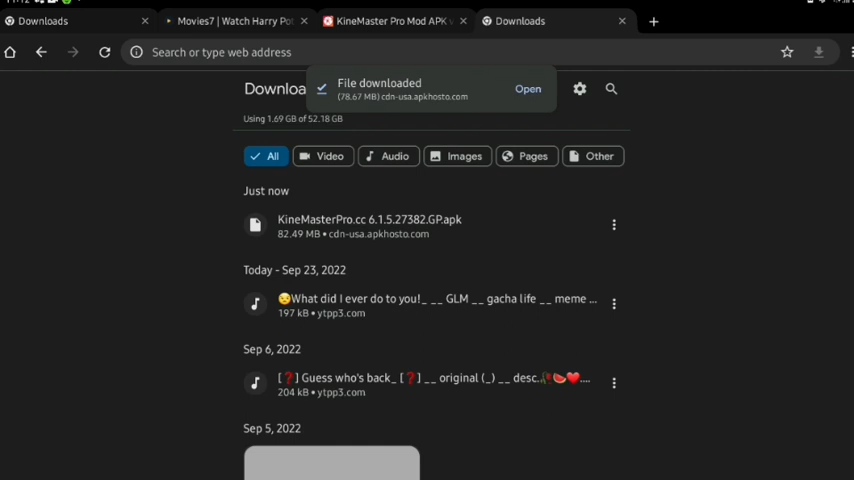 Downloads
Movies7 | Watch Harry Pot
KineMaster Pro Mod APK
Downloads
Search or type web address
Downloa
File downloaded
(78.67 MB) cdn-usa.apkhosto.com
Open
Using 1.69 GB of 52.18 GB
All
Video
Audio
Images
Pages
Other
Just now
KineMasterPro.cc 6.1.5.27382.GP.apk
82.49 MB • cdn-usa.apkhosto.com
Today - Sep 23, 2022
😒What did I ever do to you!_ __ GLM __ gacha life __ meme ...
197 kB • ytpp3.com
Sep 6, 2022
[❓] Guess who's back_ [❓] __ original (_) __ desc.🥀🍉❤️....
204 kB • ytpp3.com
Sep 5, 2022